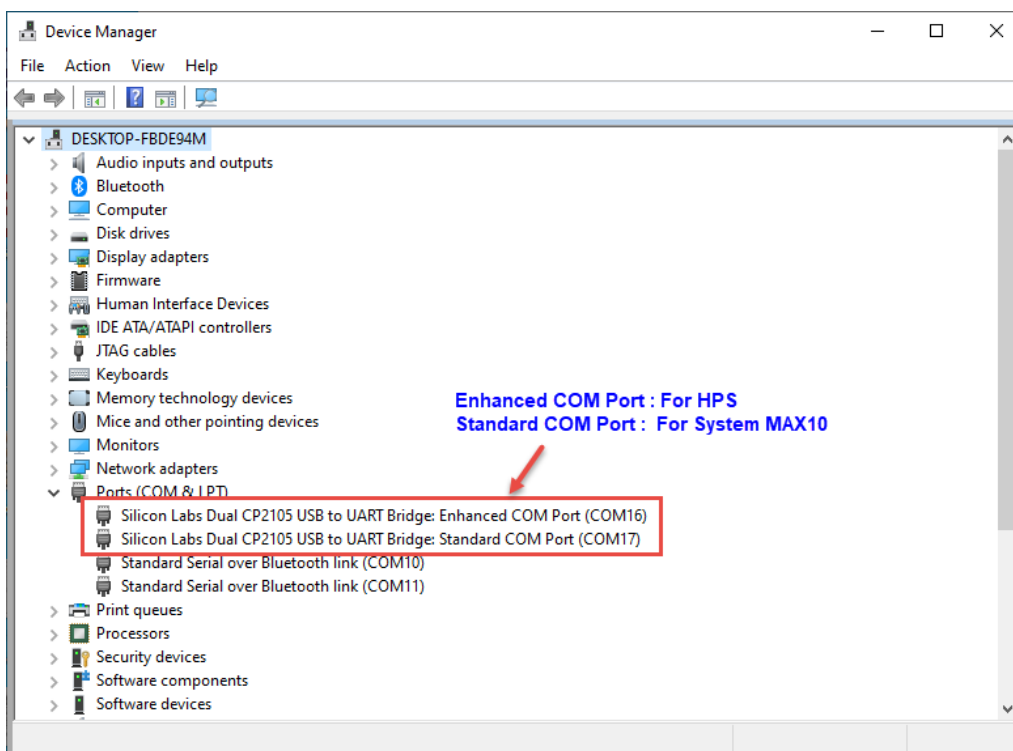 Device Manager
File Action View Help
DESKTOP-FBDE94M
Audio inputs and outputs
Bluetooth
Computer
Disk drives
Display adapters
Firmware
Human Interface Devices
IDE ATA/ATAPI controllers
JTAG cables
Keyboards
Memory technology devices
Enhanced COM Port : For HPS
Mice and other pointing devices
Standard COM Port : For System MAX10
Monitors
Network adapters
Ports (COM & LPT)
Silicon Labs Dual CP2105 USB to UART Bridge: Enhanced COM Port (COM16)
Silicon Labs Dual CP2105 USB to UART Bridge: Standard COM Port (COM17)
Standard Serial over Bluetooth link (COM10)
Standard Serial over Bluetooth link (COM11)
Print queues
Processors
Security devices
Software components
Software devices